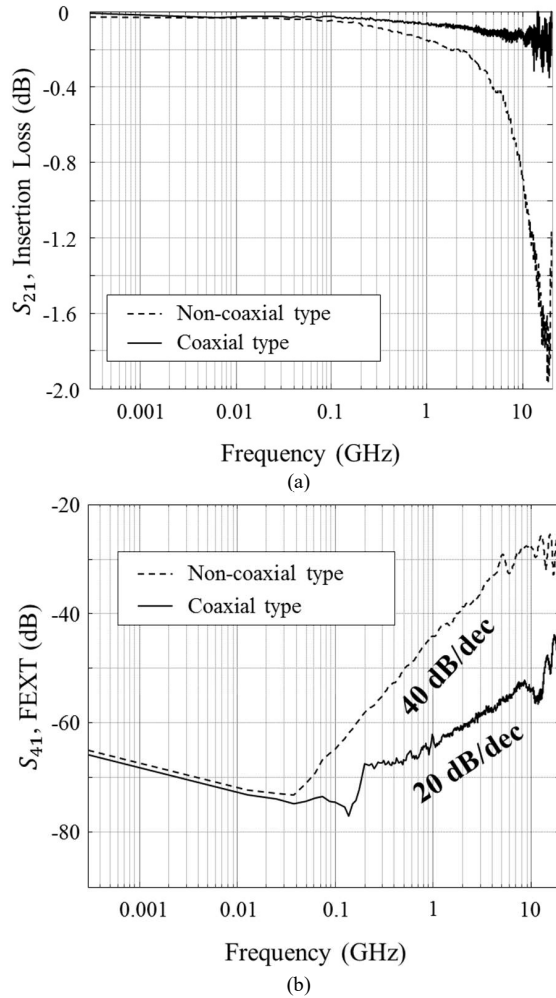 0
-0.4
-0.8
-1.2
-1.6
-2.0
S21, Insertion Loss (dB)
Non-coaxial type
Coaxial type
0.001 0.01 0.1 1 10
Frequency (GHz)
(a)
-20
-40
-60
-80
S41, FEXT (dB)
Non-coaxial type
Coaxial type
40 dB/dec
20 dB/dec
0.001 0.01 0.1 1 10
Frequency (GHz)
(b)